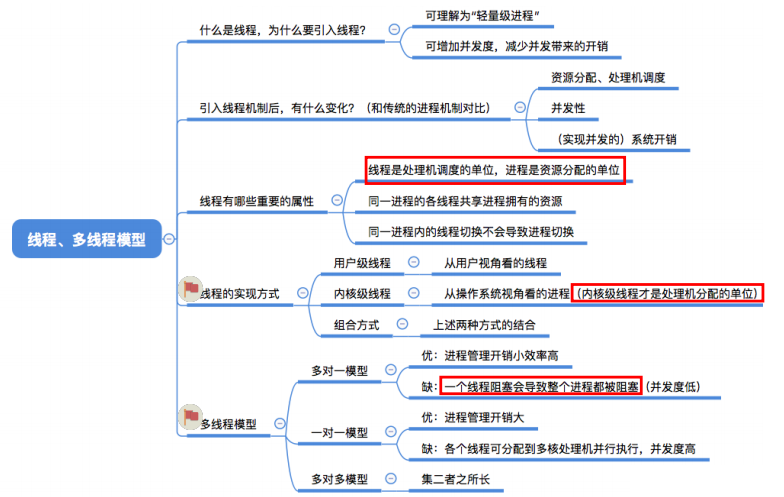 什么是线程，为什么要引入线程？
可理解为“轻量级进程”
可增加并发度，减少并发带来的开销
引入线程机制后，有什么变化？（和传统的进程机制对比）
资源分配、处理机调度
并发性
（实现并发的）系统开销
线程有哪些重要的属性
线程是处理机调度的单位，进程是资源分配的单位
同一进程的各线程共享进程拥有的资源
同一进程内的线程切换不会导致进程切换
线程、多线程模型
线程的实现方式
用户级线程
从用户视角看的线程
内核级线程
从操作系统视角看的进程（内核级线程才是处理机分配的单位）
组合方式
上述两种方式的结合
多线程模型
多对一模型
优：进程管理开销小效率高
缺：一个线程阻塞会导致整个进程都被阻塞（并发度低）
一对一模型
优：进程管理开销大
缺：各个线程可分配到多核处理机并行执行，并发度高
多对多模型
集二者之所长